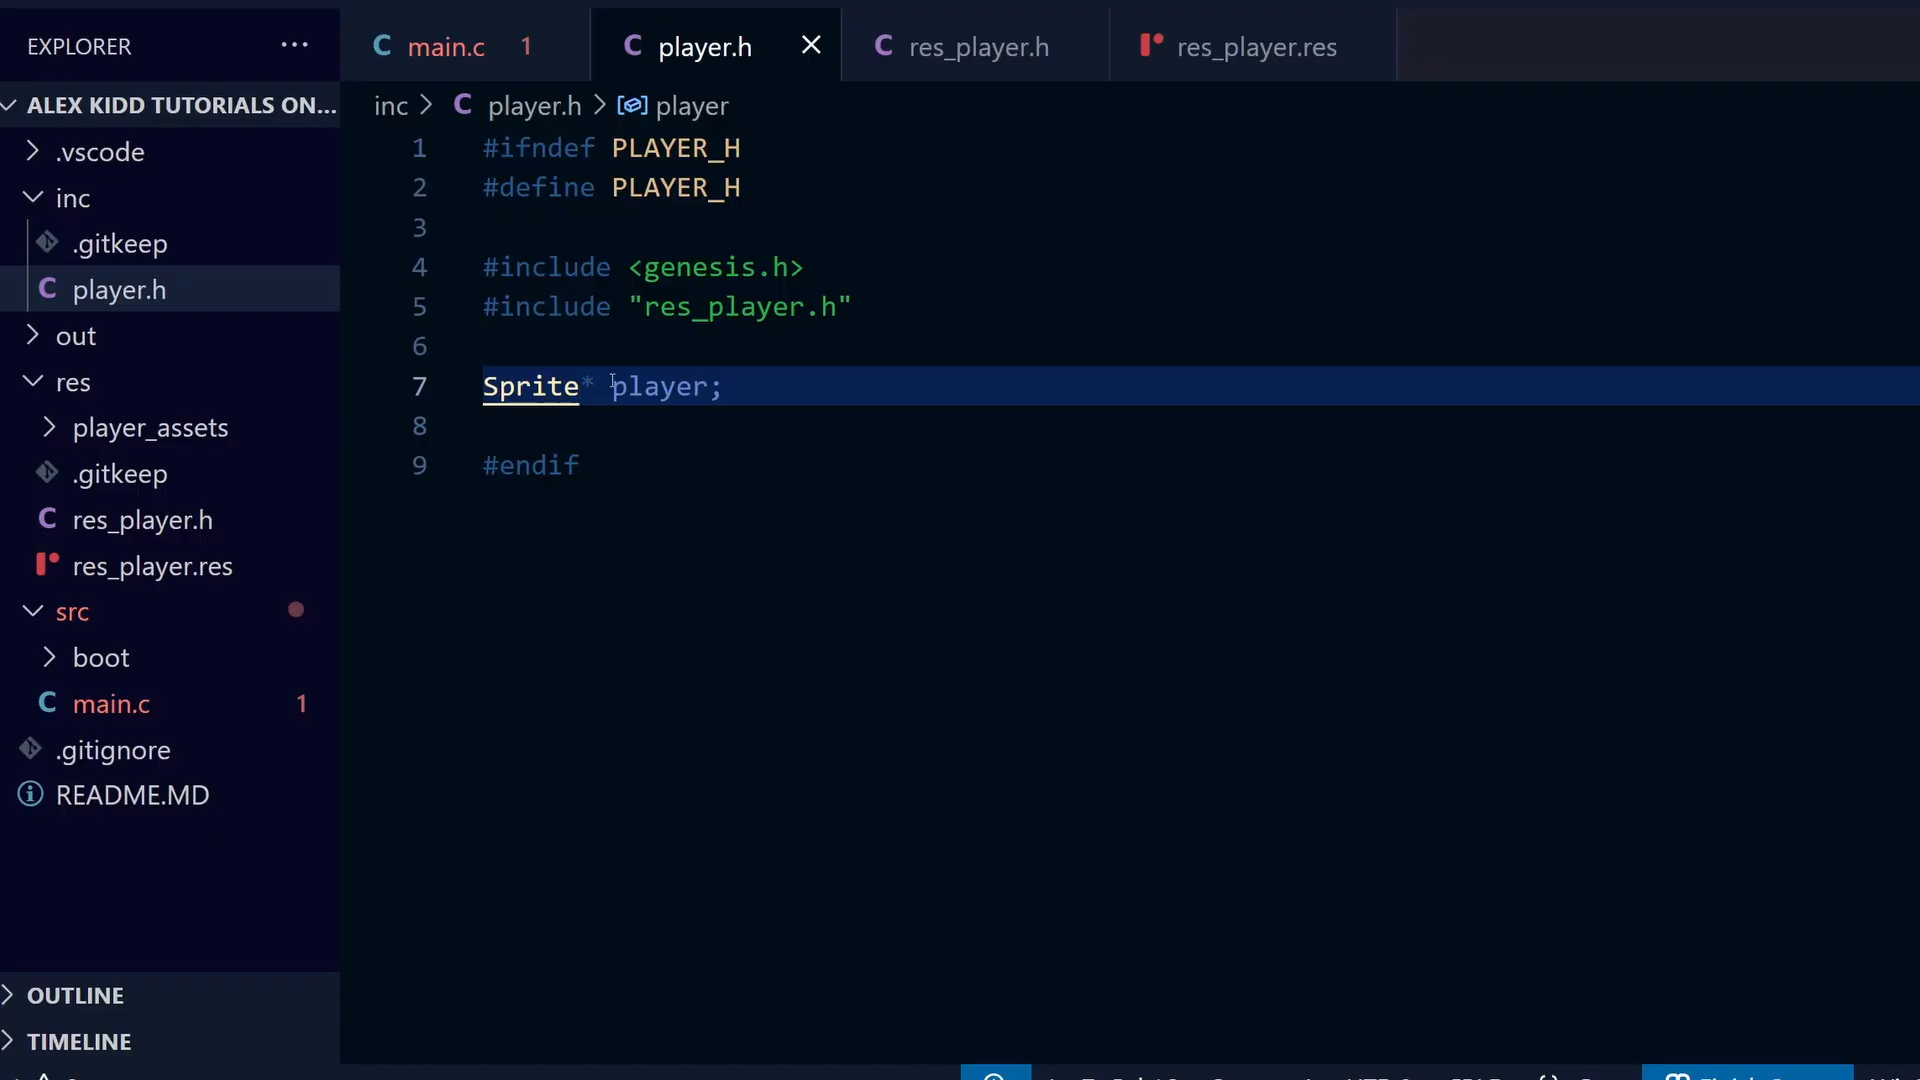 EXPLORER ...
ALEX KIDD TUTORIALS ON...
.vscode
inc
.gitkeep
player.h
out
res
player_assets
.gitkeep
res_player.h
res_player.res
src
boot
main.c 1
.gitignore
README.MD
OUTLINE
TIMELINE
main.c 1 player.h res_player.h res_player.res
inc > player.h > player
1 #ifndef PLAYER_H
2 #define PLAYER_H
3
4 #include <genesis.h>
5 #include "res_player.h"
6
7 Sprite* player;
8
9 #endif